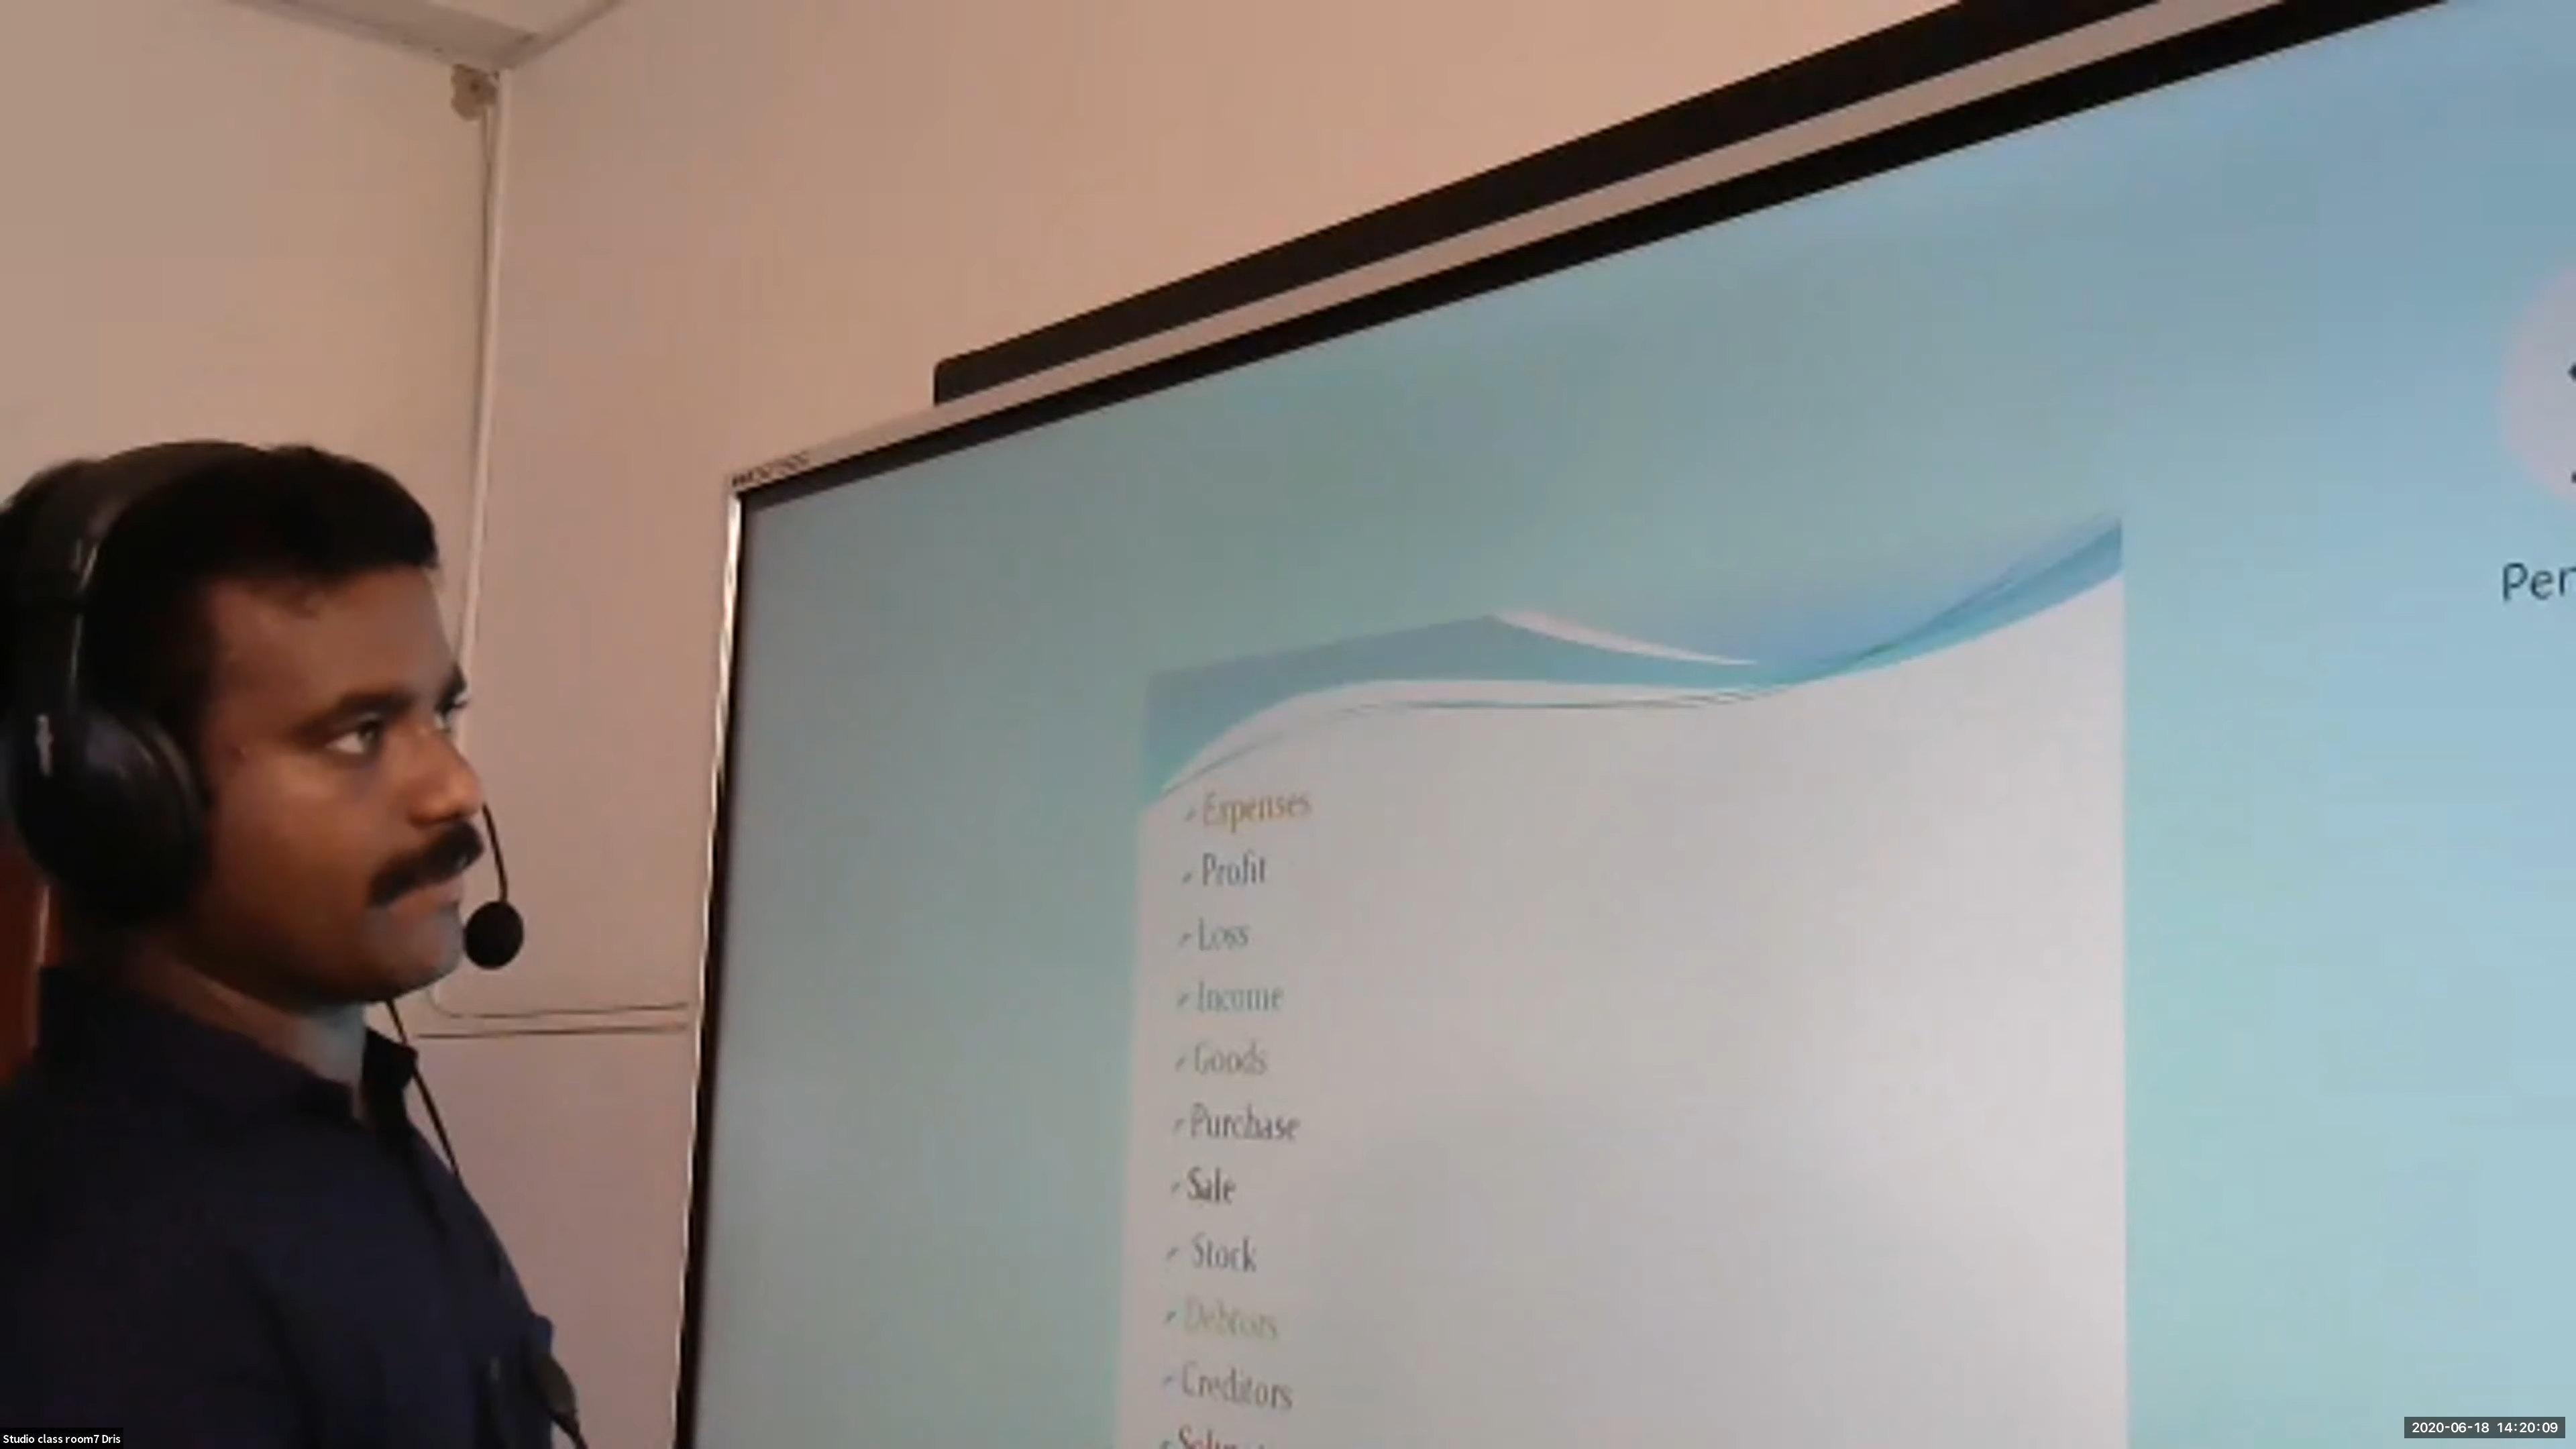 Per
Expenses
Profit
Loss
Income
Goods
Purchase
Sale
Stock
Debtors
Creditors
Studio class room7 Dris
2020-06-18 14:20:09